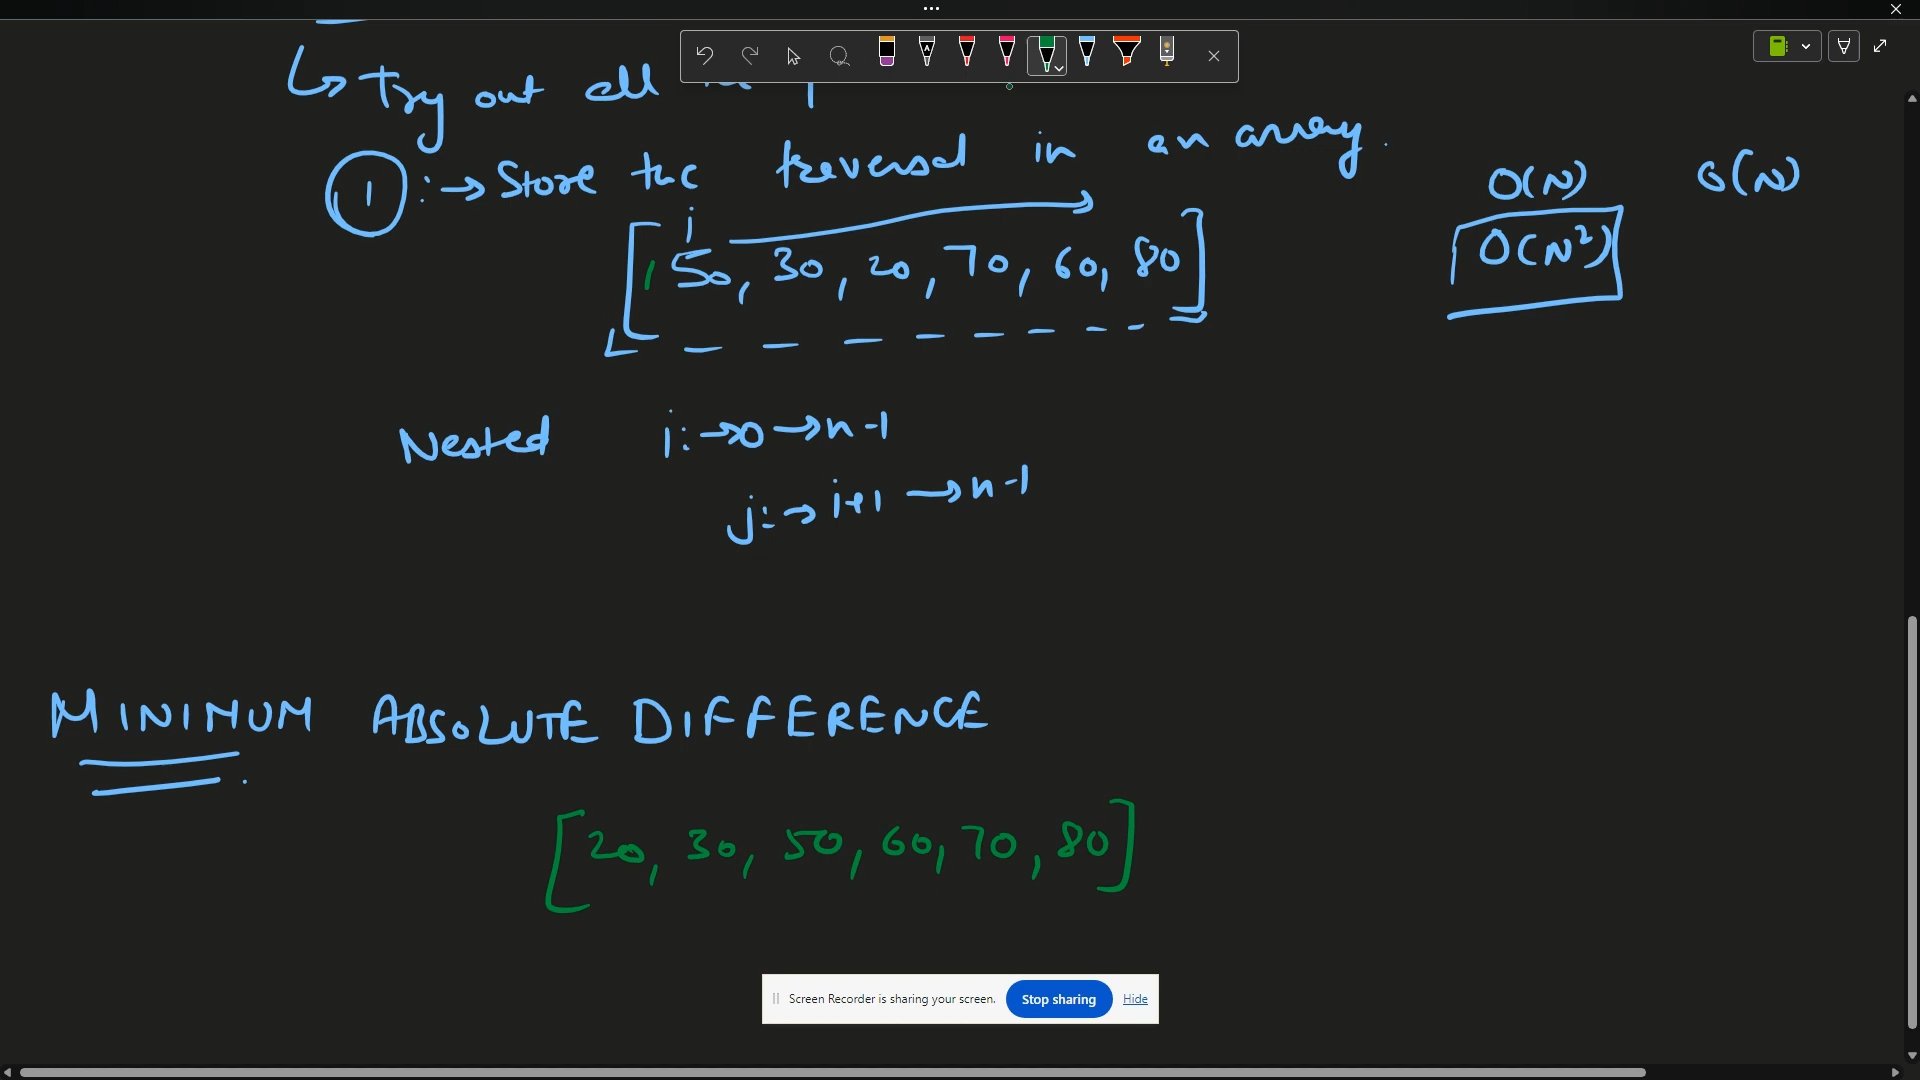 ↳ Try out all
① :→ Store the traversal in an array.
O(N) O(N)
i
[50, 30, 20, 70, 60, 80]
O(N²)
Nested i: → 0 → n-1
j: → i+1 → n-1
MINIMUM ABSOLUTE DIFFERENCE
[20, 30, 50, 60, 70, 80]
Screen Recorder is sharing your screen. Stop sharing Hide